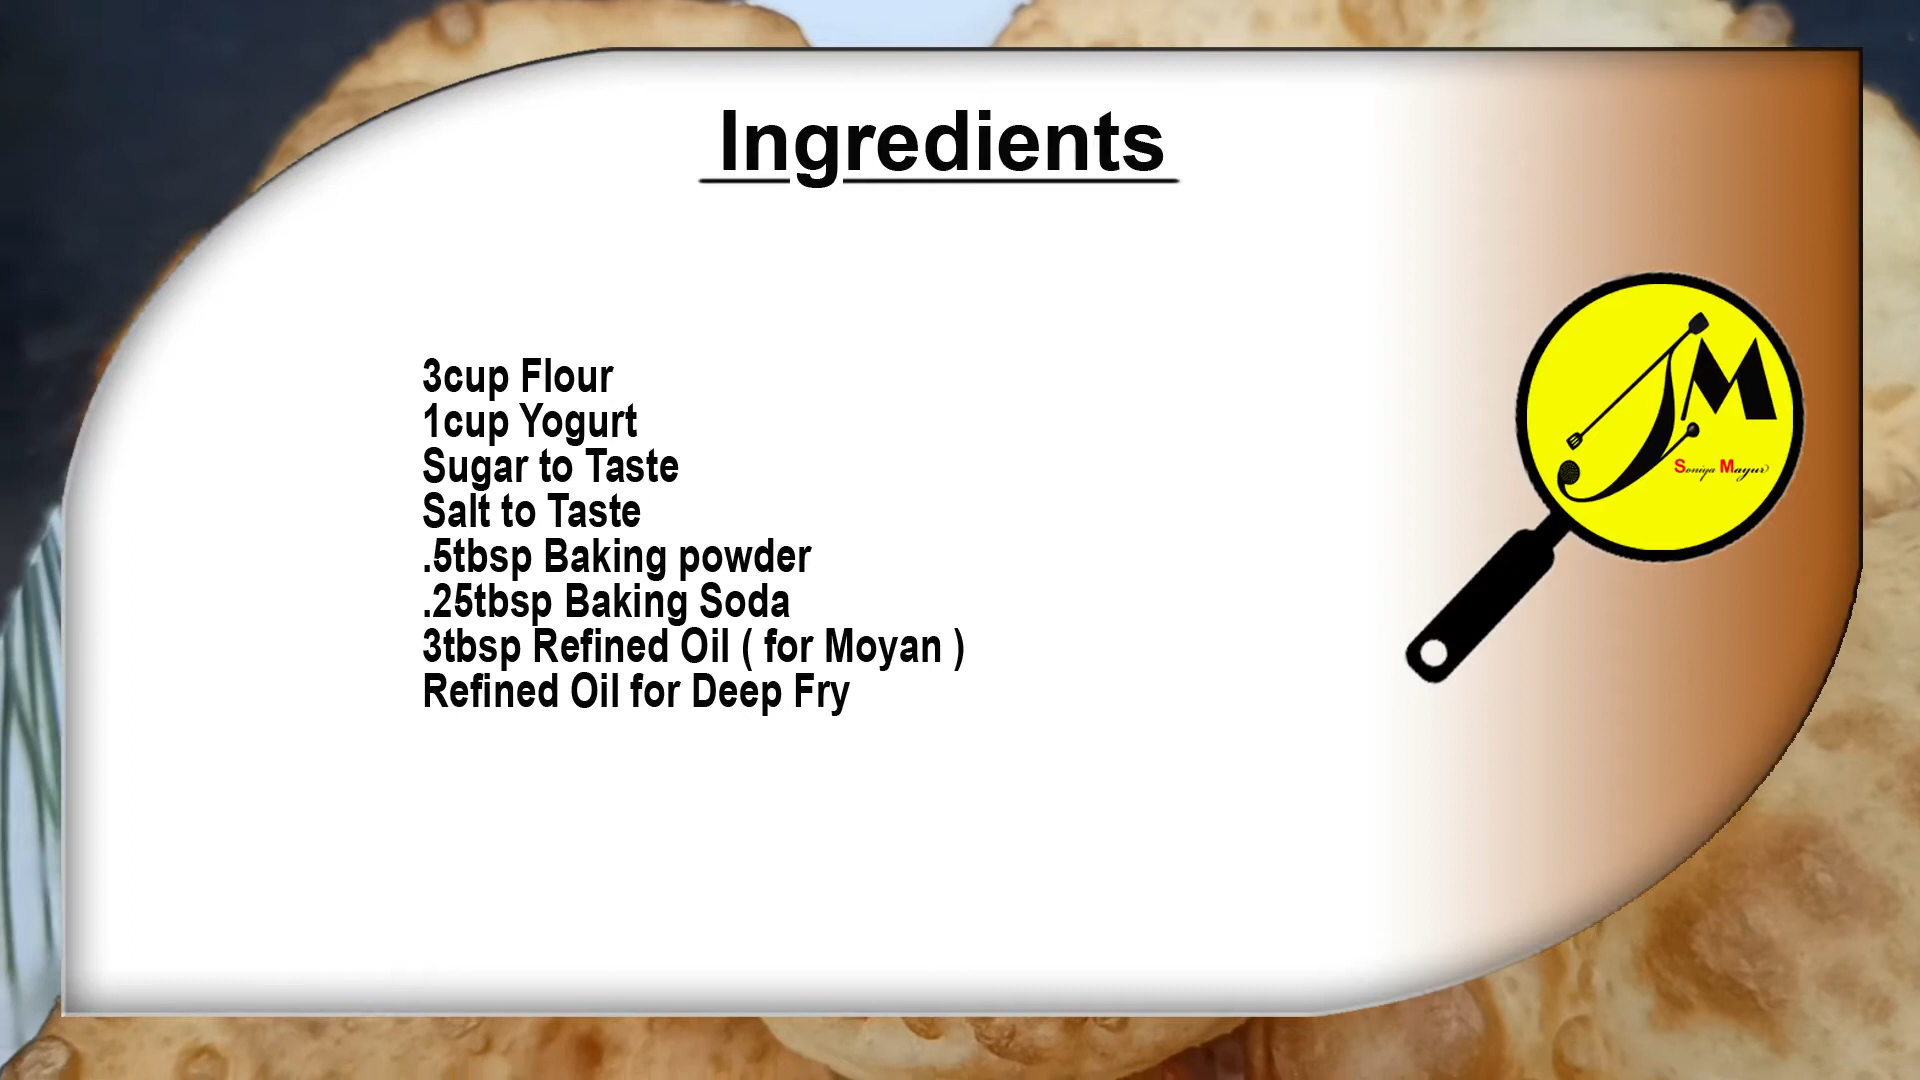 Ingredients
3cup Flour
1cup Yogurt
Sugar to Taste
Salt to Taste
.5tbsp Baking powder
.25tbsp Baking Soda
3tbsp Refined Oil ( for Moyan )
Refined Oil for Deep Fry
M
Soniya Mayur